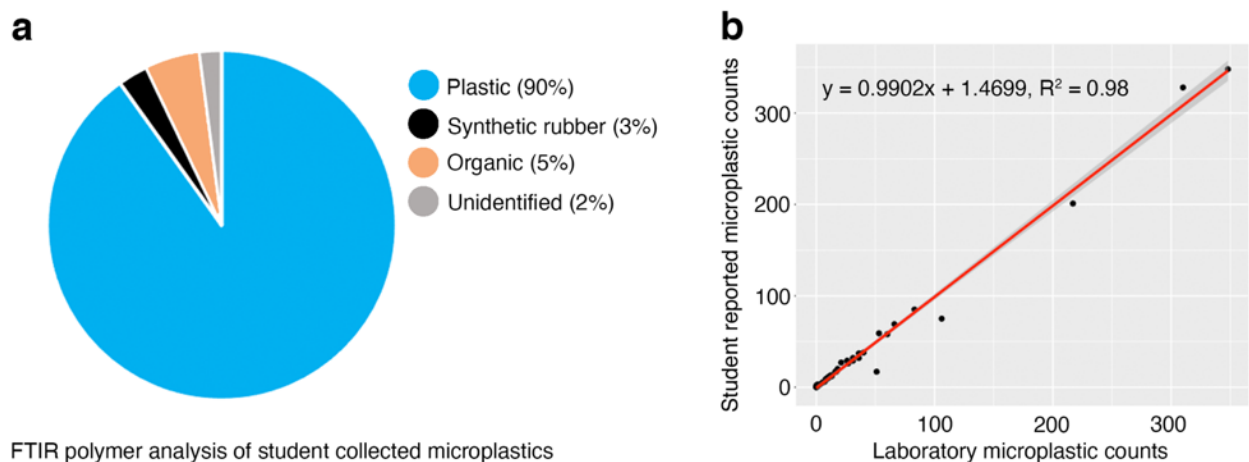 a
Plastic (90%)
Synthetic rubber (3%)
Organic (5%)
Unidentified (2%)
FTIR polymer analysis of student collected microplastics
b
y = 0.9902x + 1.4699, R² = 0.98
Student reported microplastic counts
300
200
100
0
0 100 200 300
Laboratory microplastic counts